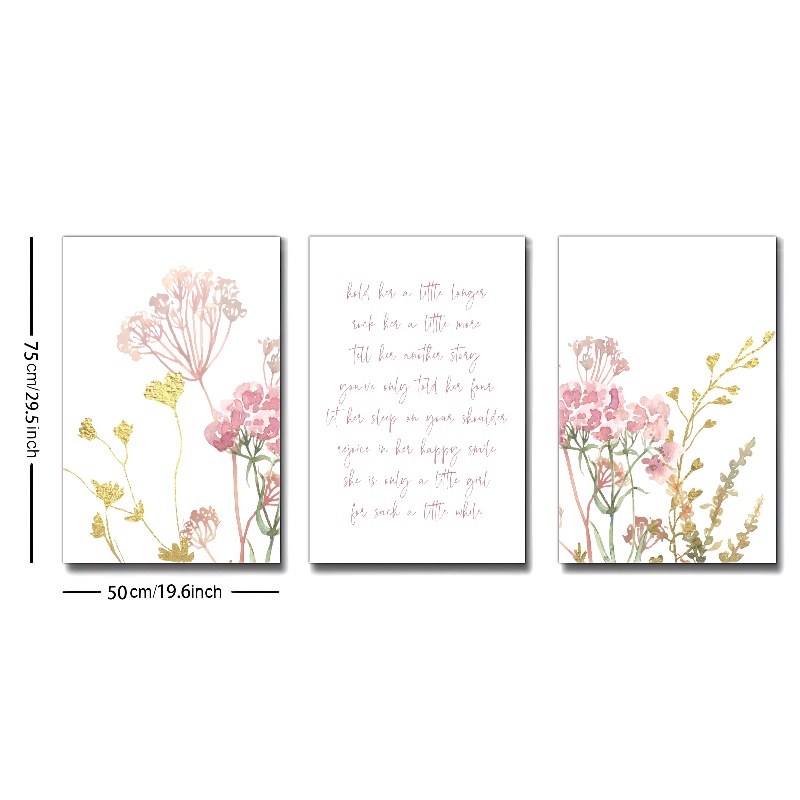 75cm/29.5inch
hold her a little longer
rock her a little more
tell her another story
you've only told her four
let her sleep on your shoulder
rejoice in her happy smile
she is only a little girl
for such a little while
50cm/19.6inch